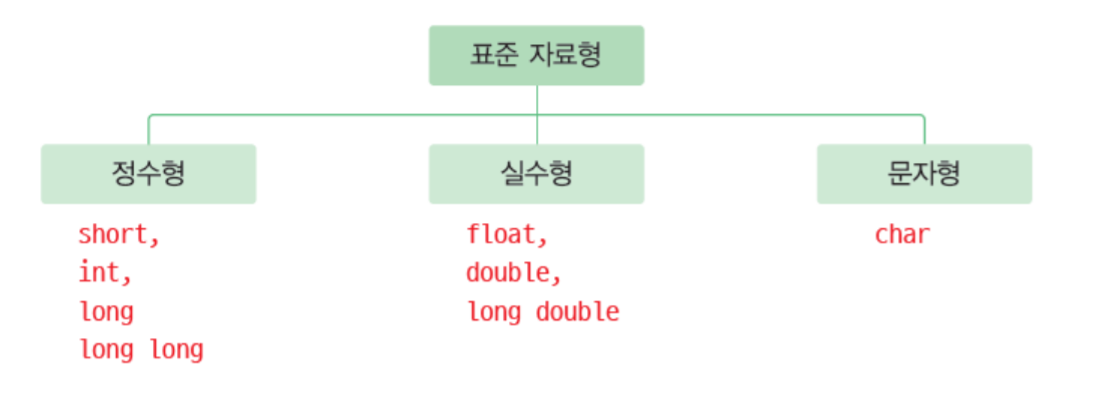 표준 자료형
정수형
short,
int,
long
long long
실수형
float,
double,
long double
문자형
char